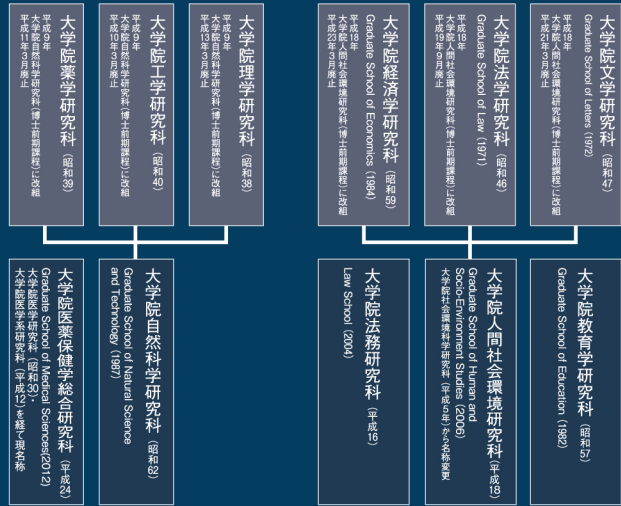 大学院文学研究科（昭和47）
Graduate School of Letters (1972)
平成18年
大学院人間社会環境研究科（博士前期課程）に改組
平成21年3月廃止
大学院法学研究科（昭和46）
Graduate School of Law (1971)
平成18年
大学院人間社会環境研究科（博士前期課程）に改組
平成19年9月廃止
大学院経済学研究科（昭和59）
Graduate School of Economics (1984)
平成18年
大学院人間社会環境研究科（博士前期課程）に改組
平成22年3月廃止
大学院理学研究科（昭和38）
平成9年
大学院自然科学研究科（博士前期課程）に改組
平成13年3月廃止
大学院工学研究科（昭和40）
平成9年
大学院自然科学研究科（博士前期課程）に改組
平成10年3月廃止
大学院薬学研究科（昭和39）
平成9年
大学院自然科学研究科（博士前期課程）に改組
平成11年3月廃止
大学院教育学研究科（昭和57）
Graduate School of Education (1982)
大学院人間社会環境研究科（平成18）
Graduate School of Human and
Socio-Environment Studies (2006)
大学院社会環境科学研究科（平成5年）から名称変更
大学院法務研究科（平成16）
Law School (2004)
大学院自然科学研究科（昭和62）
Graduate School of Natural Science
and Technology (1987)
大学院医薬保健学総合研究科（平成24）
Graduate School of Medical Sciences(2012)
大学院医学研究科（昭和30）・
大学院医学系研究科（平成12）を経て現名称